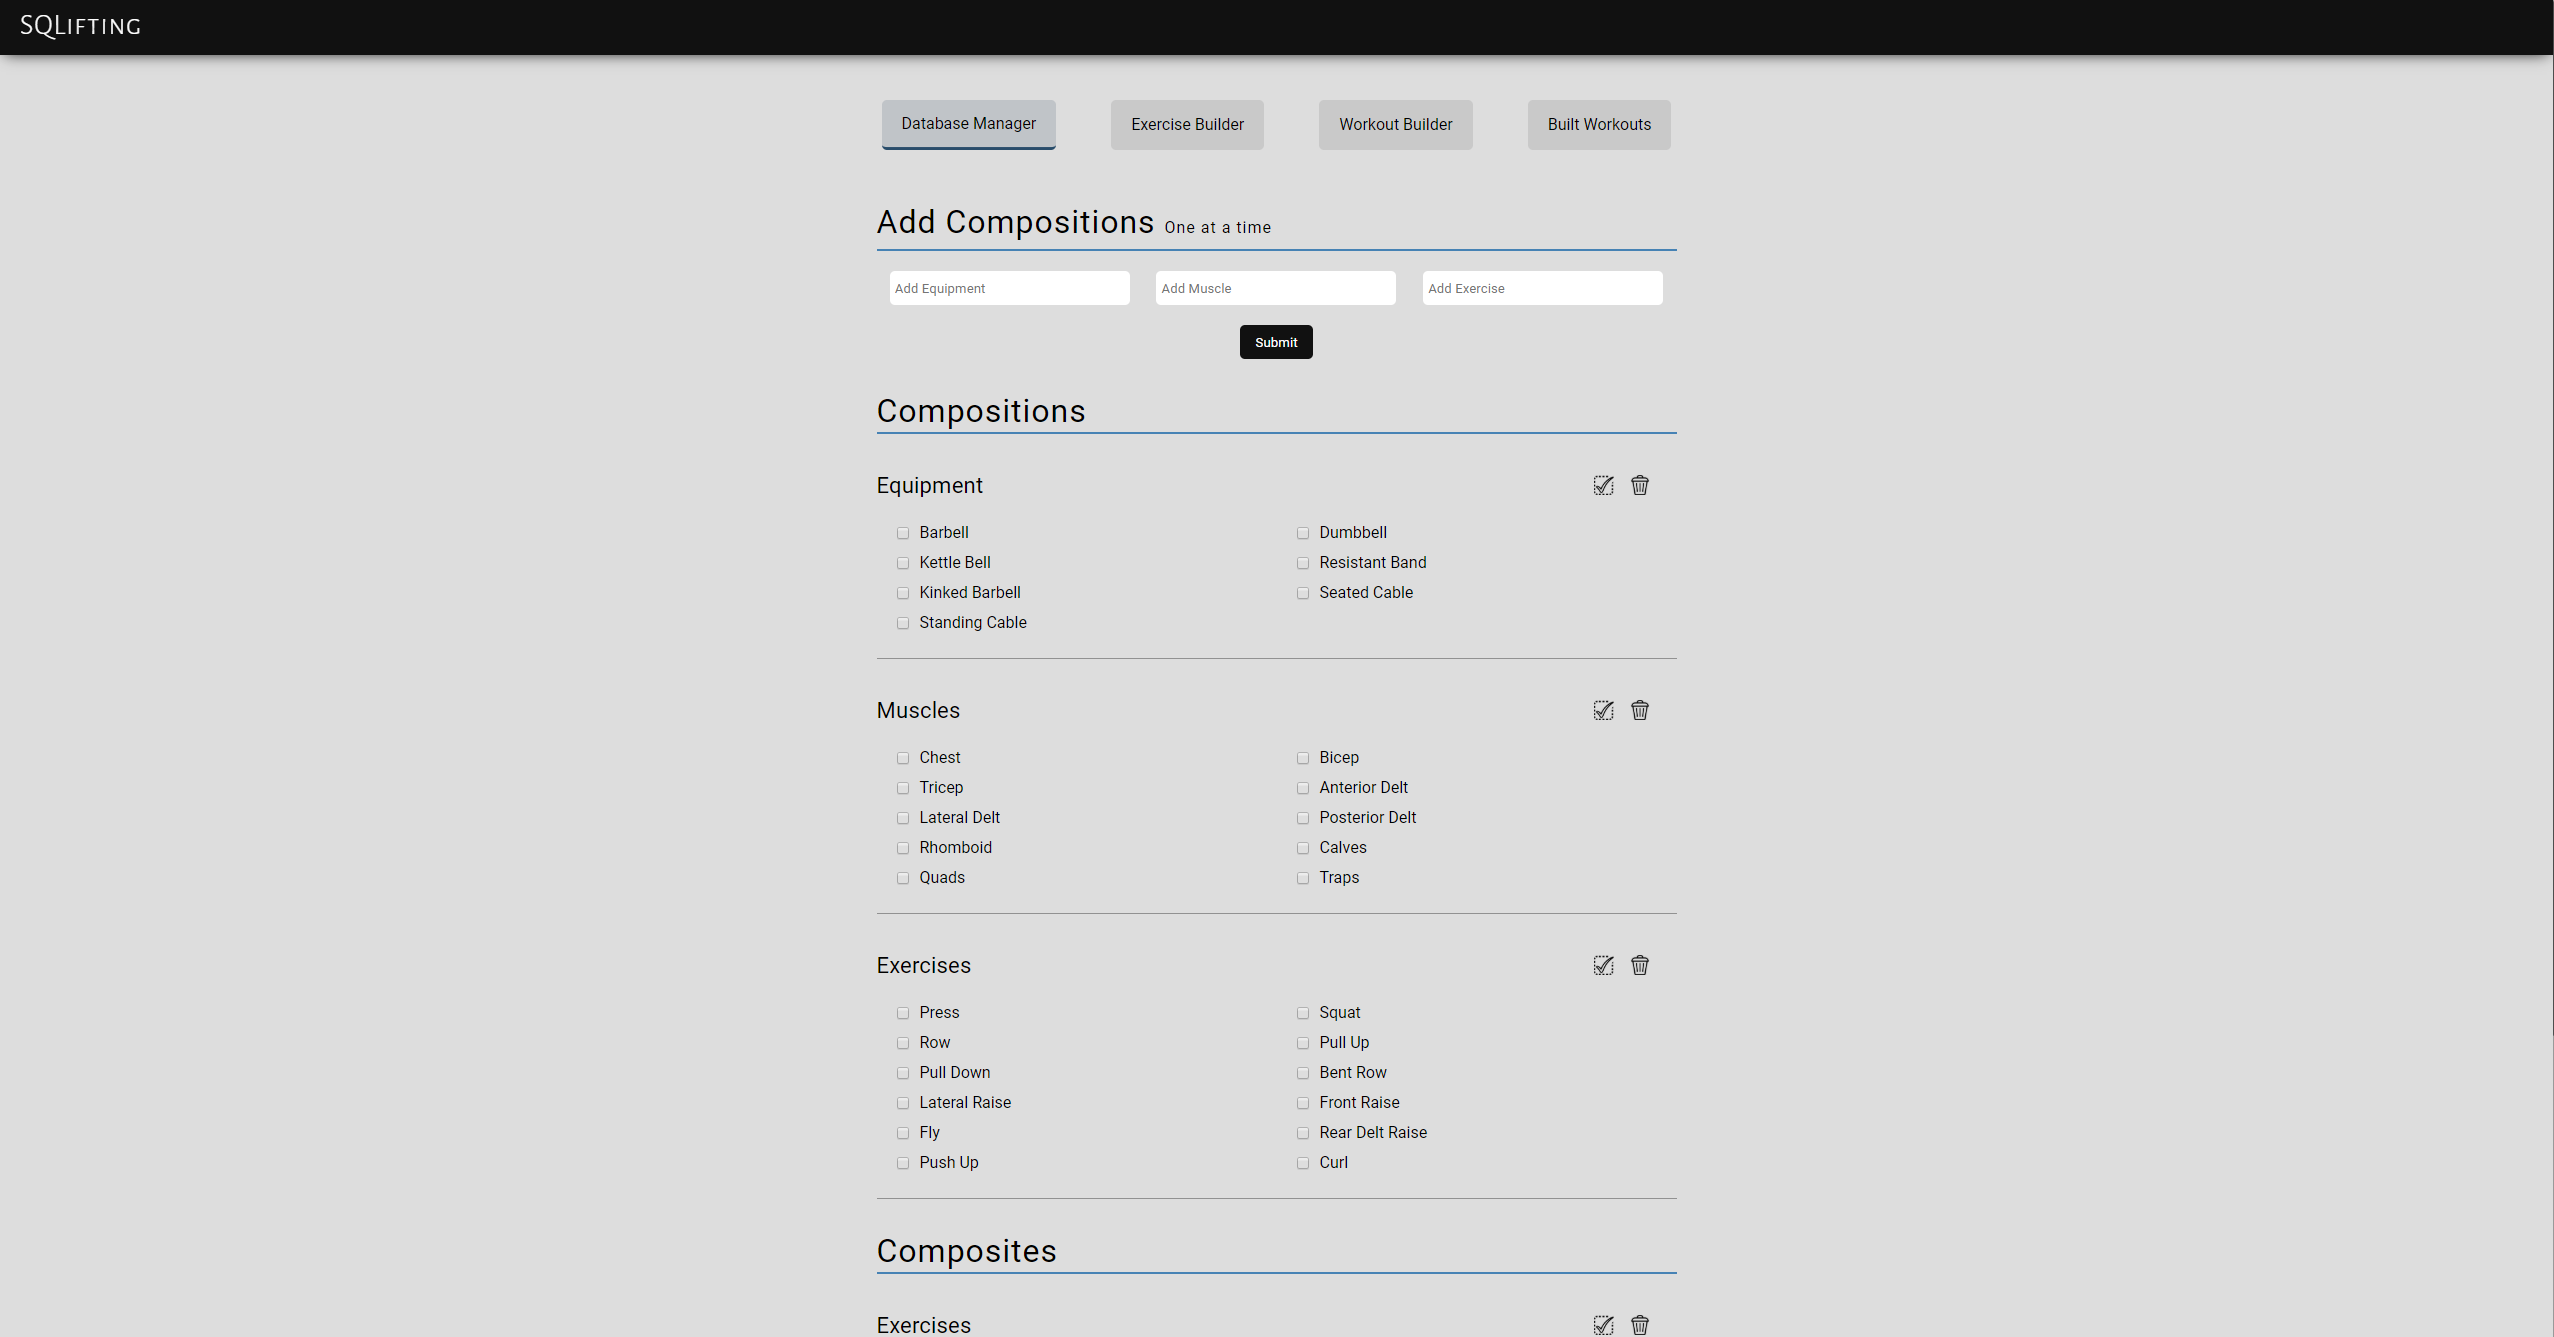 SQLIFTING
Database Manager Exercise Builder Workout Builder Built Workouts
Add Compositions One at a time
Add Equipment Add Muscle Add Exercise
Submit
Compositions
Equipment
Barbell Dumbbell
Kettle Bell Resistant Band
Kinked Barbell Seated Cable
Standing Cable
Muscles
Chest Bicep
Tricep Anterior Delt
Lateral Delt Posterior Delt
Rhomboid Calves
Quads Traps
Exercises
Press Squat
Row Pull Up
Pull Down Bent Row
Lateral Raise Front Raise
Fly Rear Delt Raise
Push Up Curl
Composites
Exercises